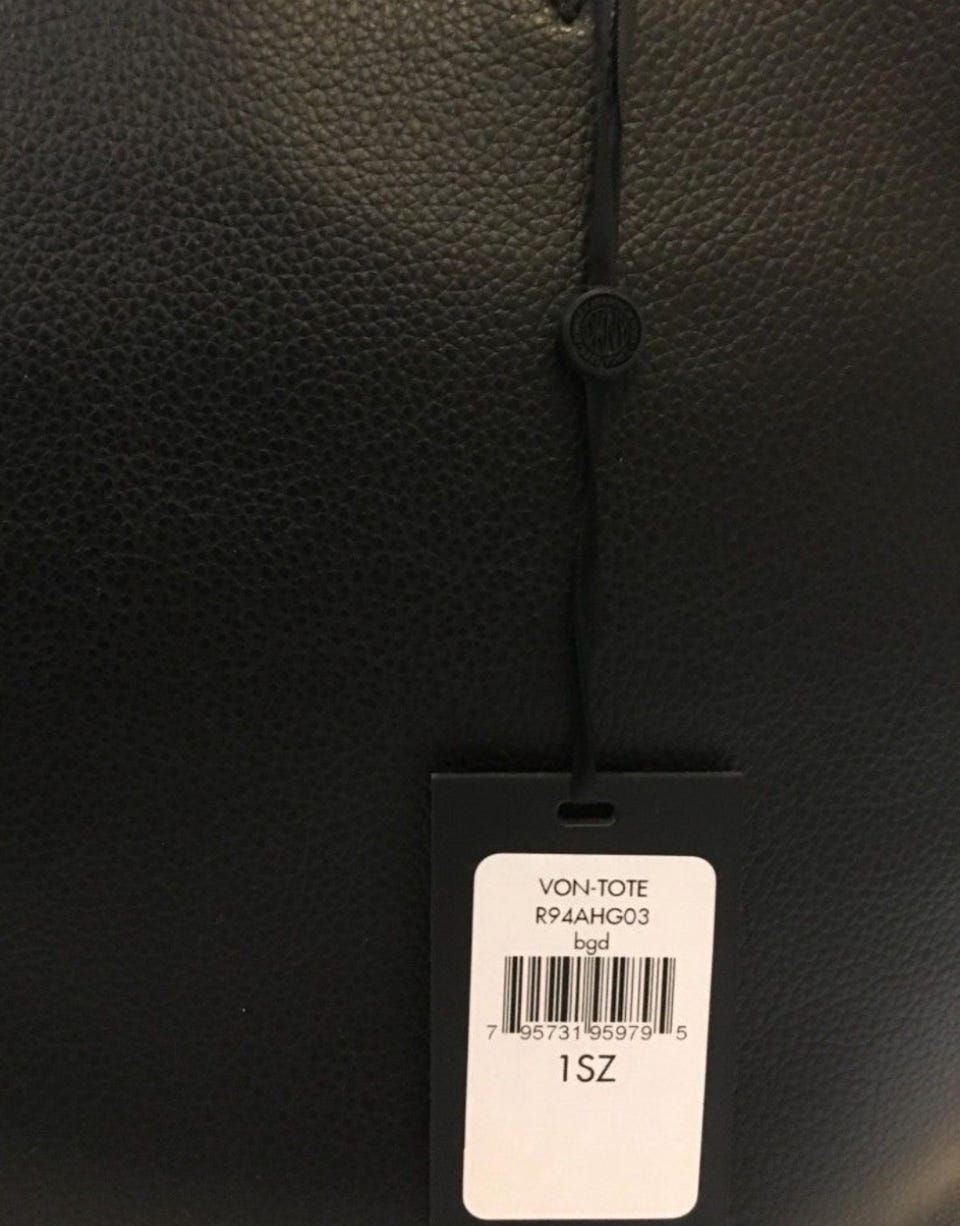 VON-TOTE
R94AHG03
bgd
7 95731 95979 5
1SZ